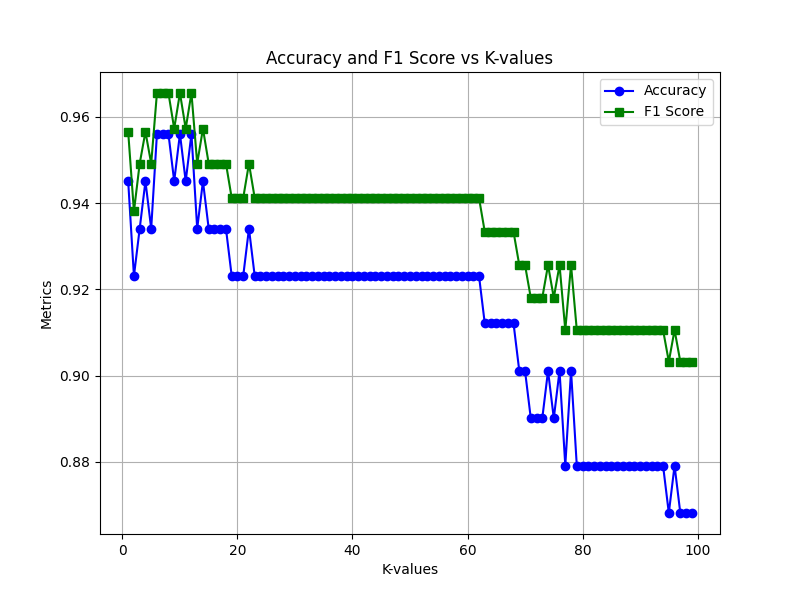 Accuracy and F1 Score vs K-values
Accuracy
F1 Score
Metrics
0.96
0.94
0.92
0.90
0.88
0 20 40 60 80 100
K-values